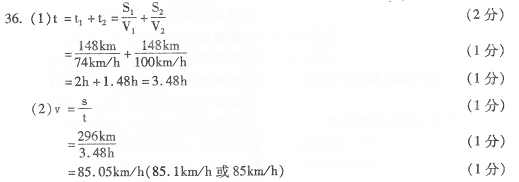 36. (1) t = t₁ + t₂ = S₁/V₁ + S₂/V₂ (2 分)
= 148km/74km/h + 148km/100km/h (1 分)
= 2h + 1.48h = 3.48h (1 分)
(2) v = s/t (1 分)
= 296km/3.48h (1 分)
= 85.05km/h (85.1km/h 或 85km/h) (1 分)